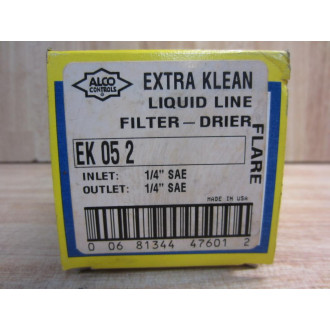 ALCO
CONTROLS
EXTRA KLEAN
LIQUID LINE
FILTER - DRIER
FLARE
EK 05 2
INLET: 1/4" SAE
OUTLET: 1/4" SAE
MADE IN USA
0 06 81344 47601 2